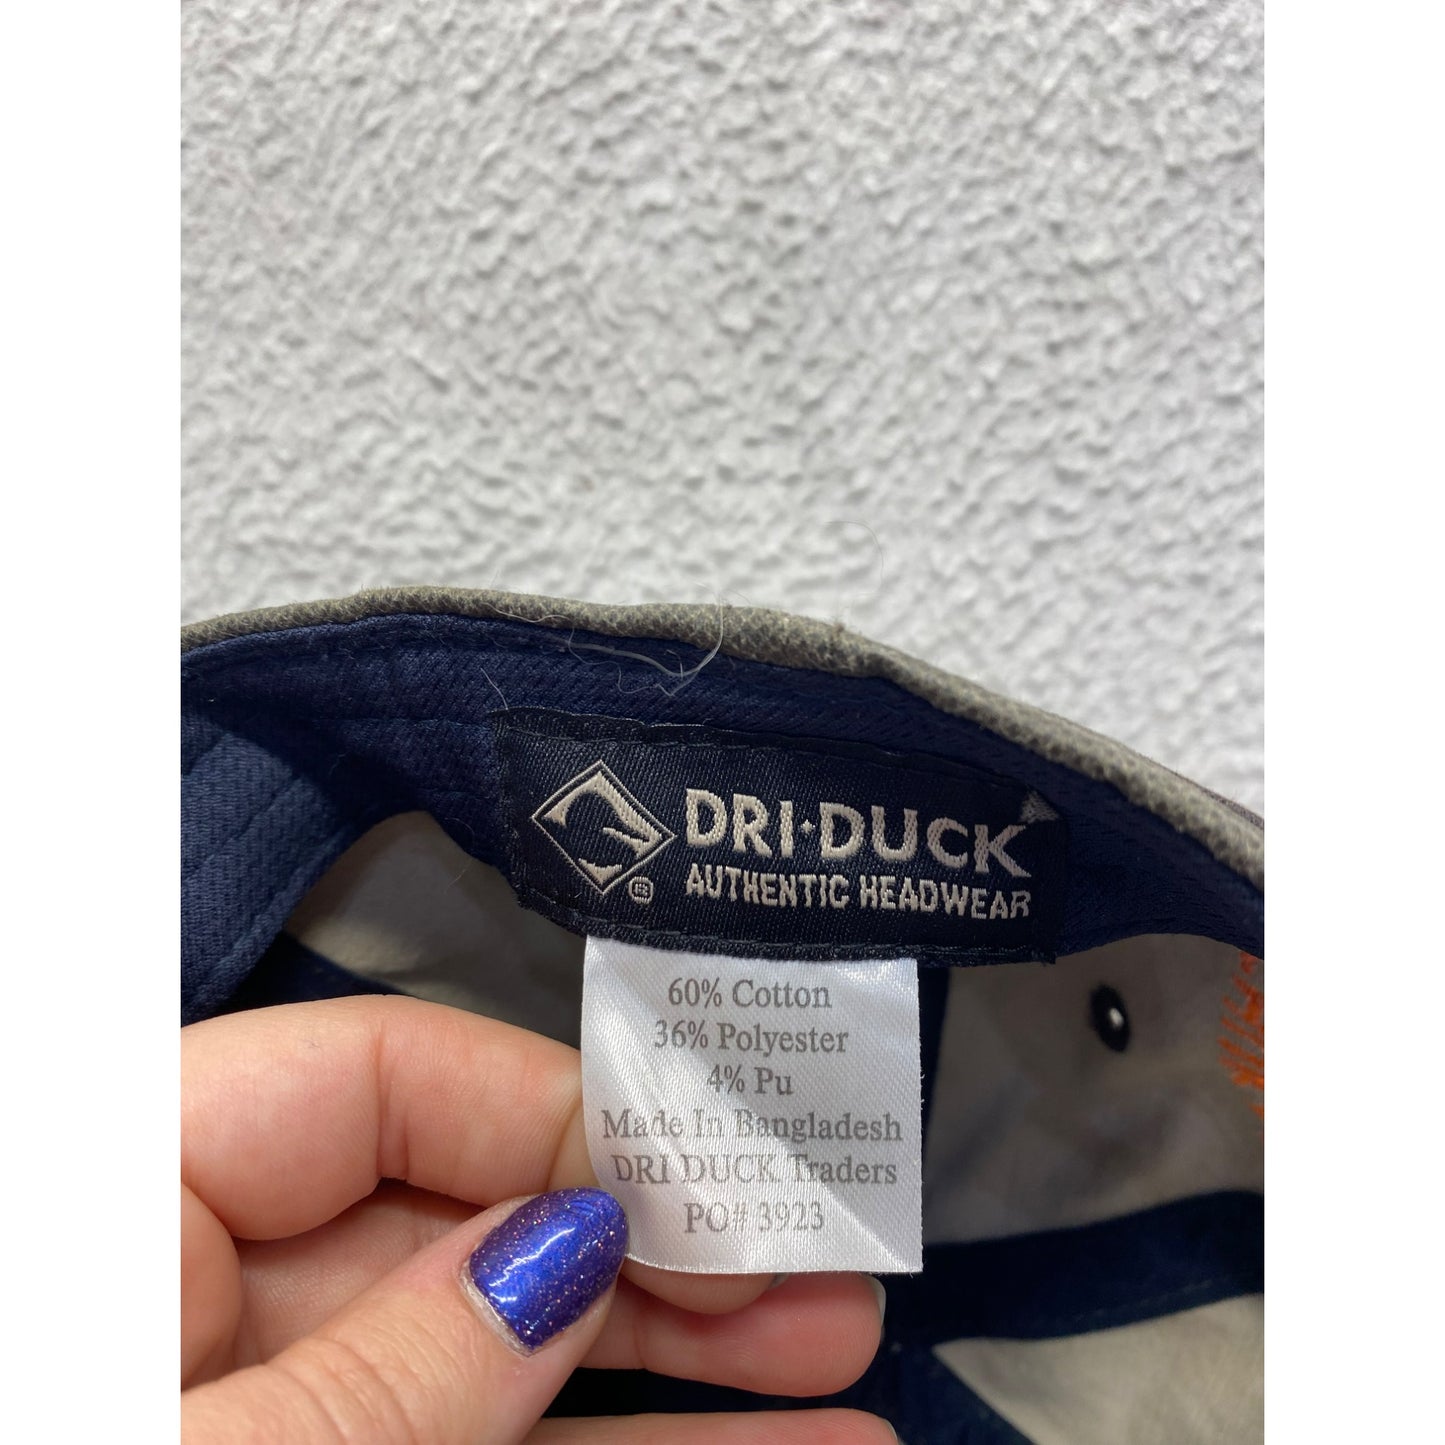 DRI·DUCK
AUTHENTIC HEADWEAR
®
60% Cotton
36% Polyester
4% Pu
Made In Bangladesh
DRI DUCK Traders
PO# 3923